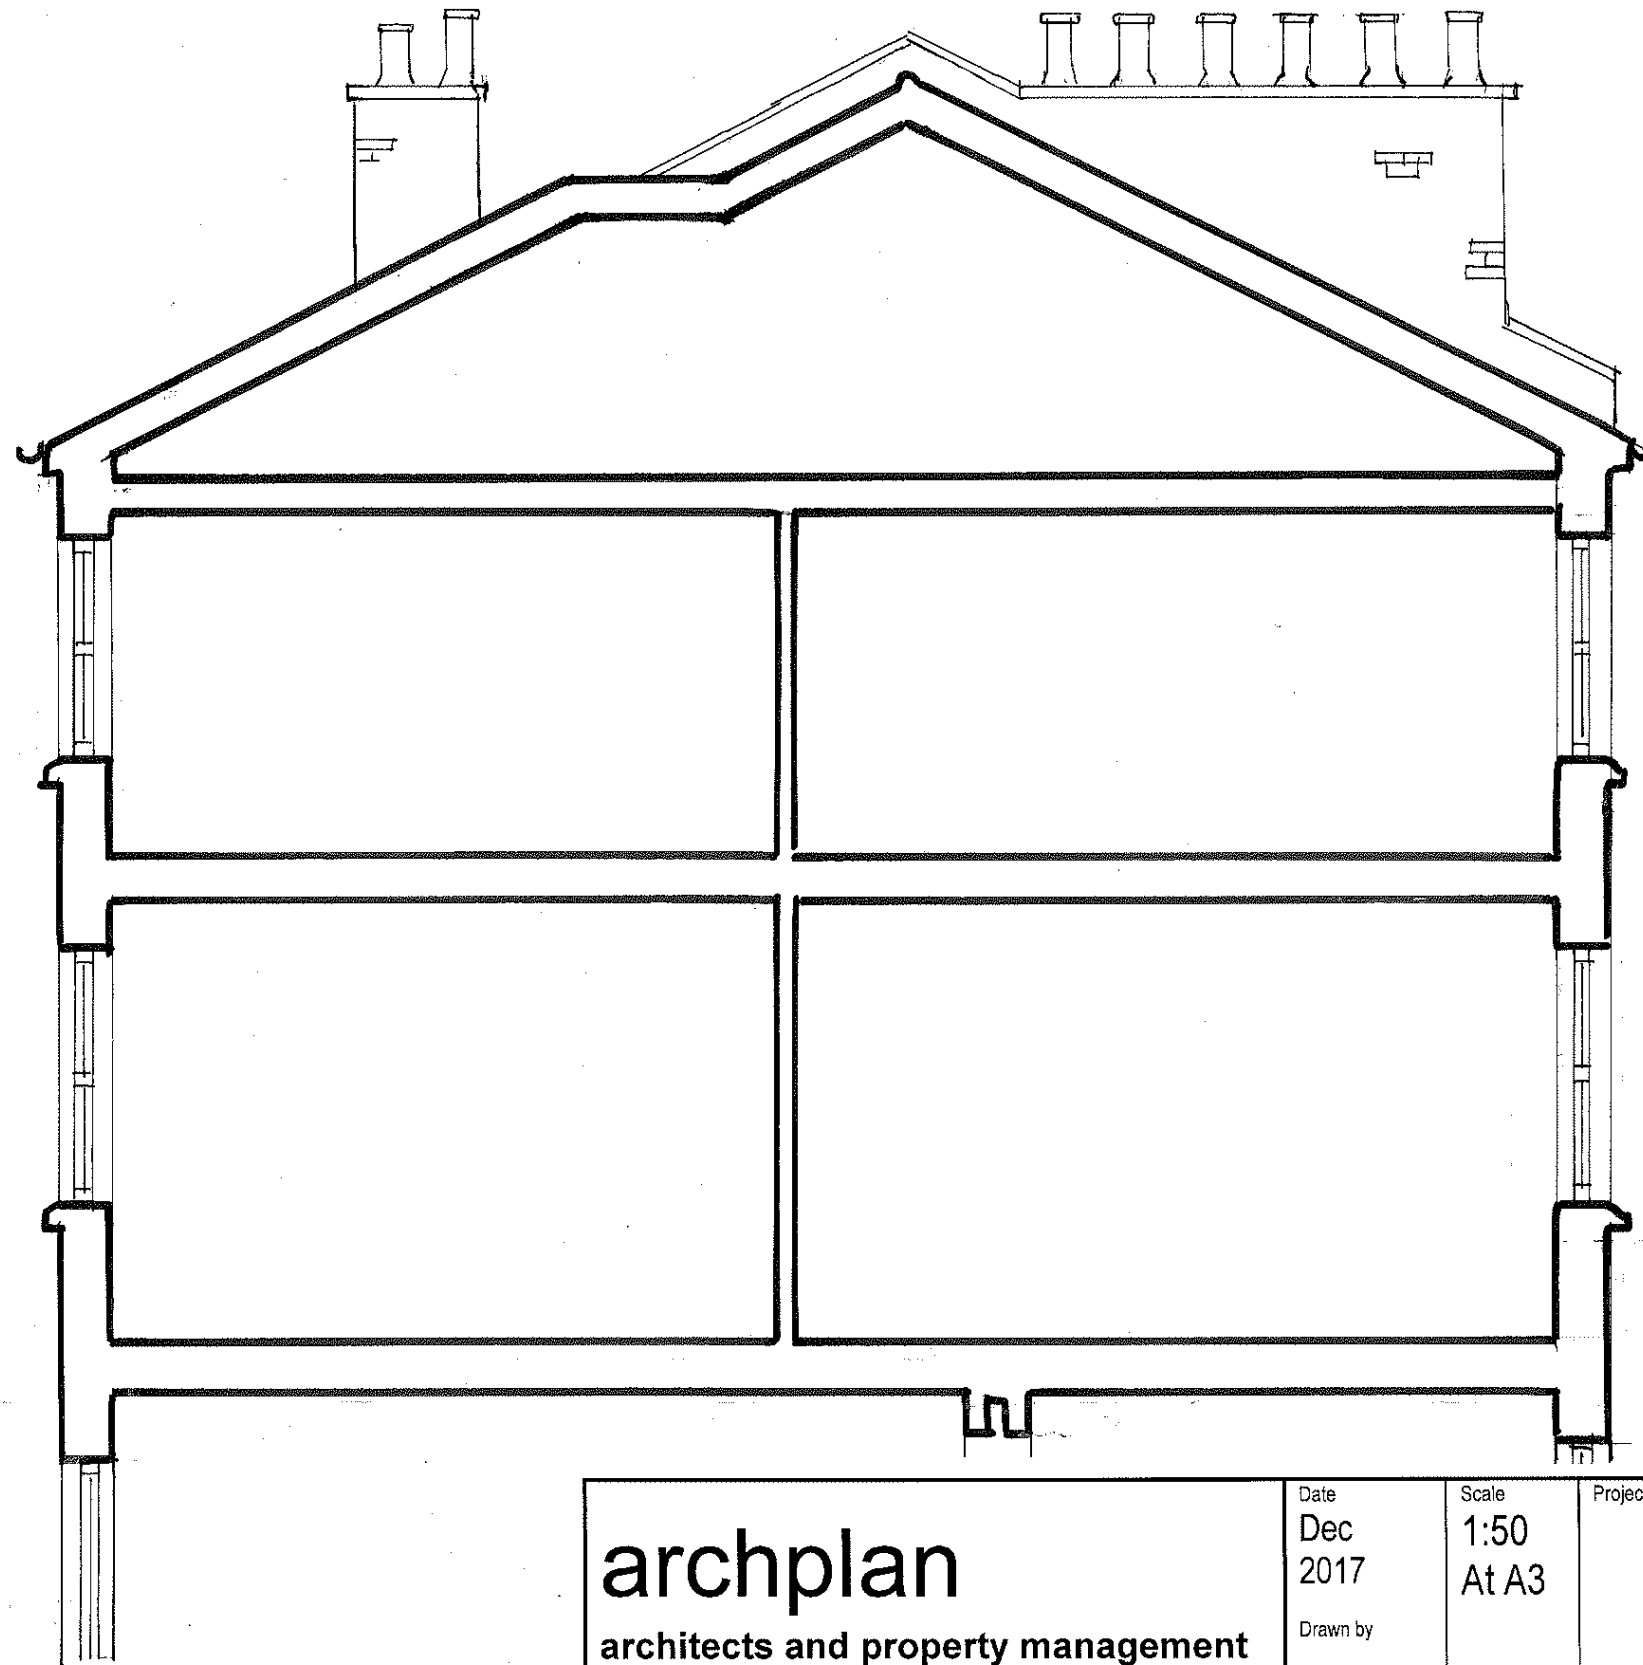 archplan
architects and property management
Date
Dec
2017
Drawn by
Scale
1:50
At A3